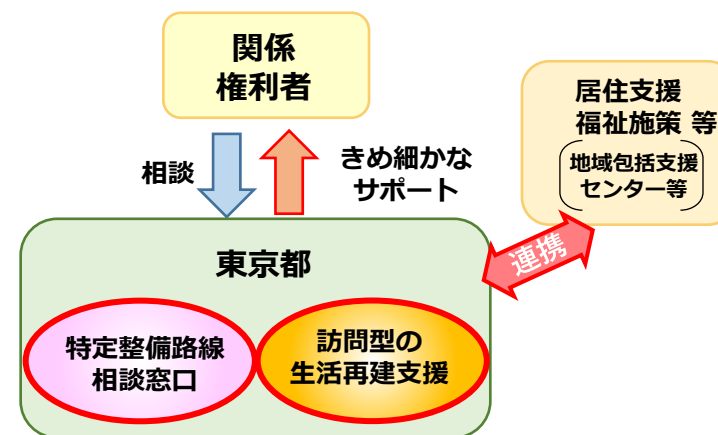 関係
権利者
居住支援
福祉施策 等
地域包括支援
センター等
相談
きめ細かな
サポート
連携
東京都
特定整備路線
相談窓口
訪問型の
生活再建支援